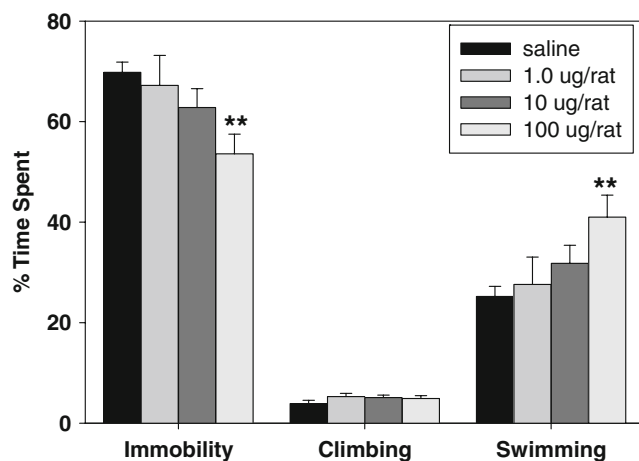 80
60
40
20
0
% Time Spent
saline
1.0 ug/rat
10 ug/rat
100 ug/rat
**
**
Immobility
Climbing
Swimming